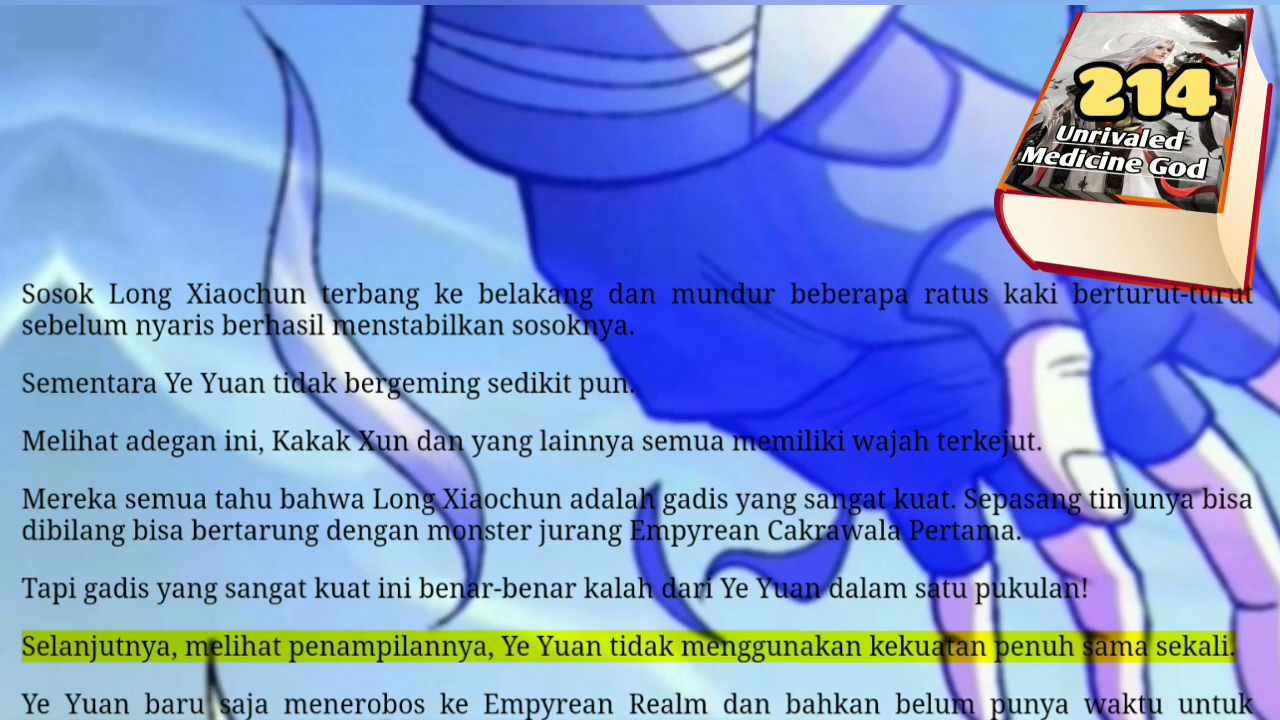 214
Unrivaled
Medicine God
Sosok Long Xiaochun terbang ke belakang dan mundur beberapa ratus kaki berturut-turut
sebelum nyaris berhasil menstabilkan sosoknya.
Sementara Ye Yuan tidak bergeming sedikit pun.
Melihat adegan ini, Kakak Xun dan yang lainnya semua memiliki wajah terkejut.
Mereka semua tahu bahwa Long Xiaochun adalah gadis yang sangat kuat. Sepasang tinjunya bisa
dibilang bisa bertarung dengan monster jurang Empyrean Cakrawala Pertama.
Tapi gadis yang sangat kuat ini benar-benar kalah dari Ye Yuan dalam satu pukulan!
Selanjutnya, melihat penampilannya, Ye Yuan tidak menggunakan kekuatan penuh sama sekali.
Ye Yuan baru saja menerobos ke Empyrean Realm dan bahkan belum punya waktu untuk